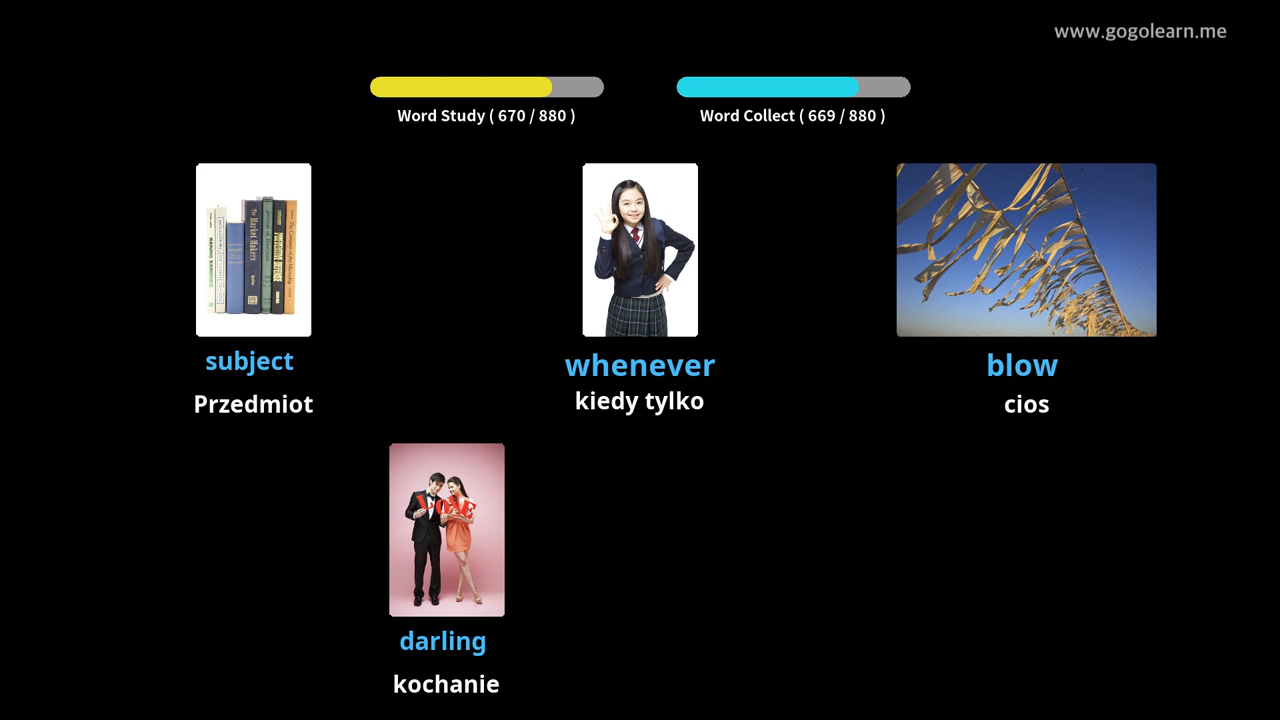 www.gogolearn.me
Word Study ( 670 / 880 )
Word Collect ( 669 / 880 )
subject
Przedmiot
whenever
kiedy tylko
blow
cios
darling
kochanie